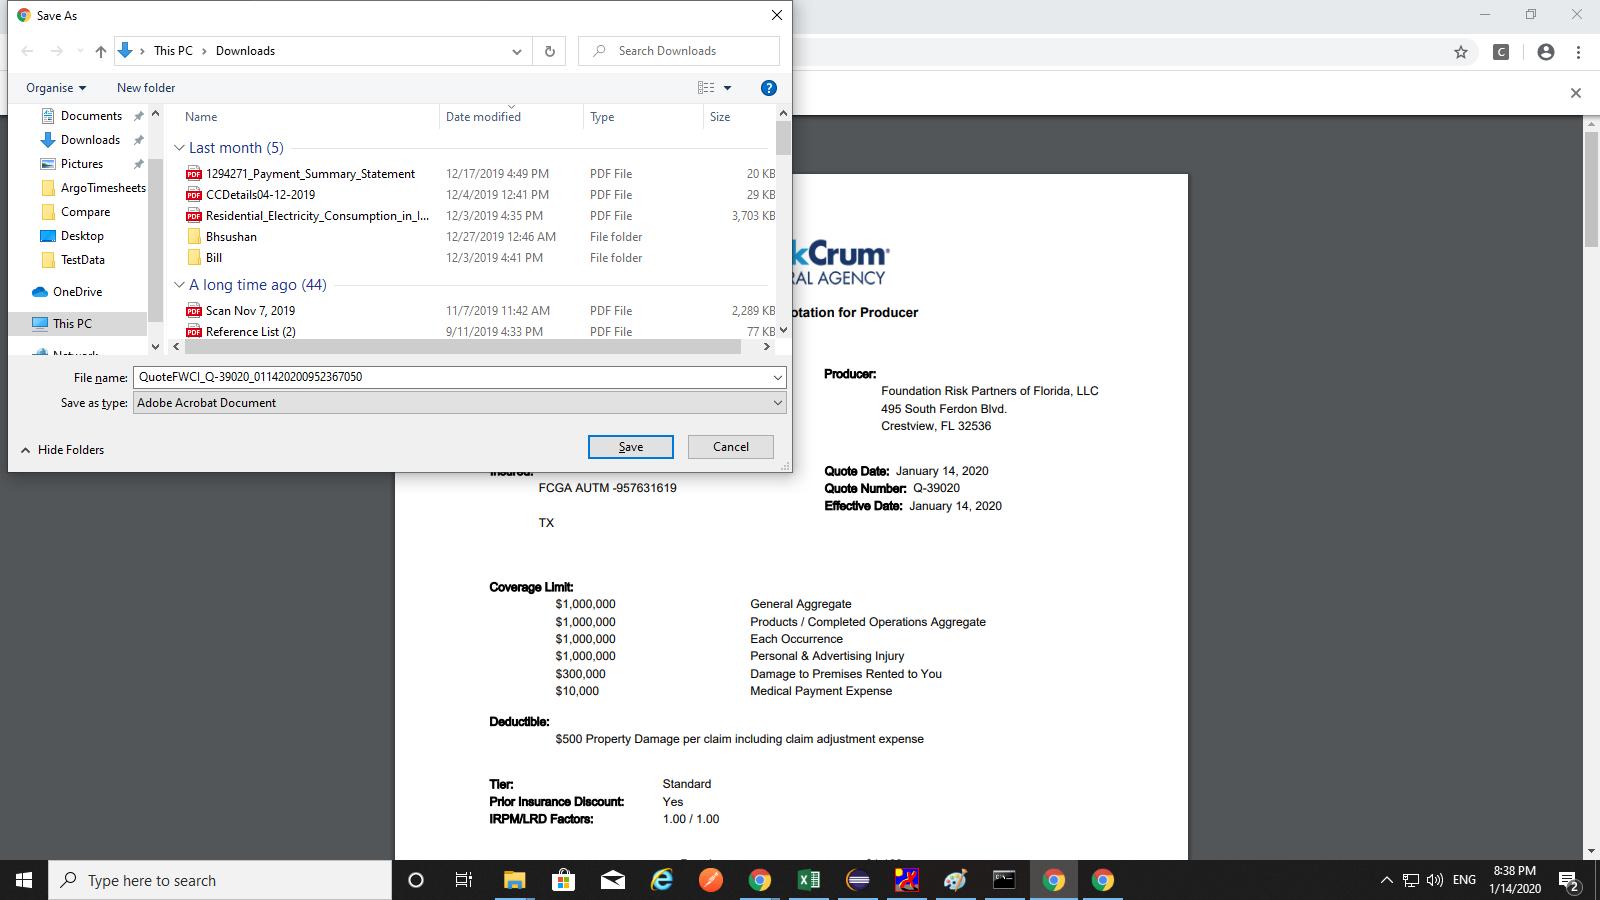 Save As
This PC > Downloads
Search Downloads
Organise
New folder
Documents
Downloads
Pictures
ArgoTimesheets
Compare
Desktop
TestData
OneDrive
This PC
Network
Name Date modified Type Size
Last month (5)
1294271_Payment_Summary_Statement 12/17/2019 4:49 PM PDF File 20 KB
CCDetails04-12-2019 12/4/2019 12:41 PM PDF File 29 KB
Residential_Electricity_Consumption_in_I... 12/3/2019 4:35 PM PDF File 3,703 KB
Bhsushan 12/27/2019 12:46 AM File folder
Bill 12/3/2019 4:41 PM File folder
A long time ago (44)
Scan Nov 7, 2019 11/7/2019 11:42 AM PDF File 2,289 KB
Reference List (2) 9/11/2019 4:33 PM PDF File 77 KB
File name: QuoteFWCI_Q-39020_011420200952367050
Save as type: Adobe Acrobat Document
Hide Folders
Save
Cancel
C
kCrum
RAL AGENCY
otation for Producer
Producer:
Foundation Risk Partners of Florida, LLC
495 South Ferdon Blvd.
Crestview, FL 32536
Insured:
FCGA AUTM -957631619
TX
Quote Date: January 14, 2020
Quote Number: Q-39020
Effective Date: January 14, 2020
Coverage Limit:
$1,000,000 General Aggregate
$1,000,000 Products / Completed Operations Aggregate
$1,000,000 Each Occurrence
$1,000,000 Personal & Advertising Injury
$300,000 Damage to Premises Rented to You
$10,000 Medical Payment Expense
Deductible:
$500 Property Damage per claim including claim adjustment expense
Tier: Standard
Prior Insurance Discount: Yes
IRPM/LRD Factors: 1.00 / 1.00
Type here to search
ENG
8:38 PM
1/14/2020
2